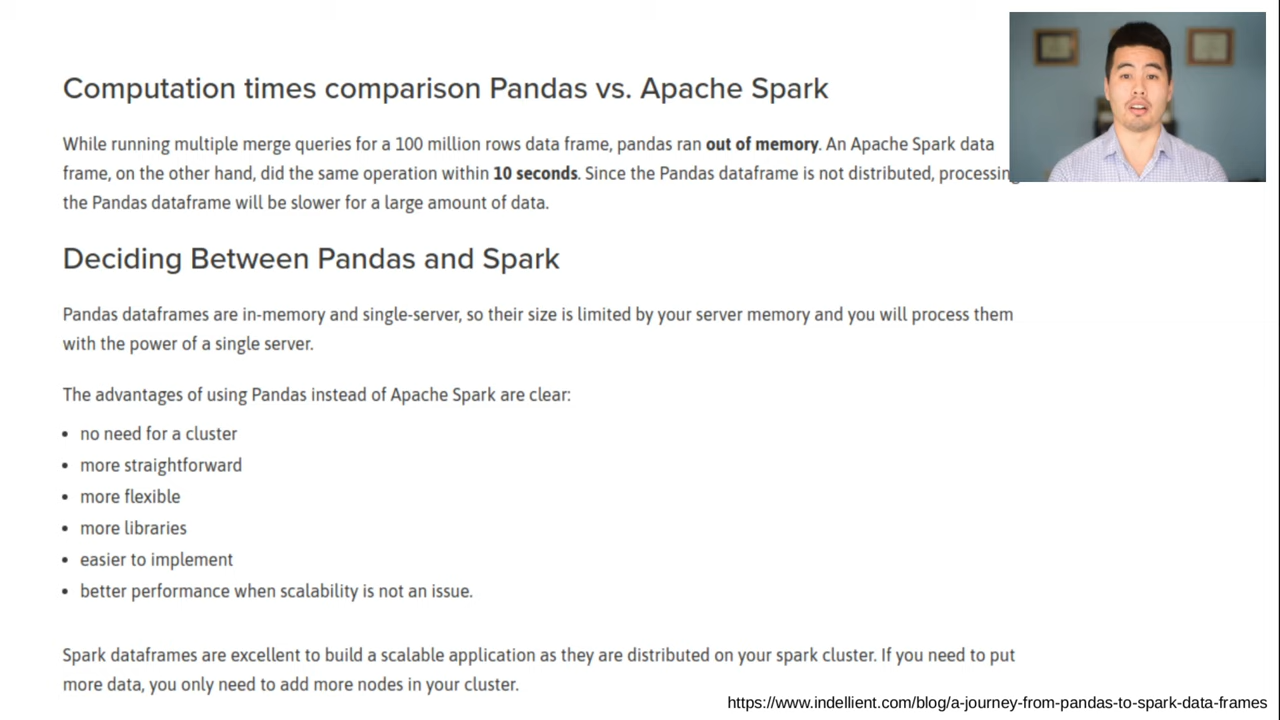 Computation times comparison Pandas vs. Apache Spark
While running multiple merge queries for a 100 million rows data frame, pandas ran out of memory. An Apache Spark data
frame, on the other hand, did the same operation within 10 seconds. Since the Pandas dataframe is not distributed, processing
the Pandas dataframe will be slower for a large amount of data.
Deciding Between Pandas and Spark
Pandas dataframes are in-memory and single-server, so their size is limited by your server memory and you will process them
with the power of a single server.
The advantages of using Pandas instead of Apache Spark are clear:
• no need for a cluster
• more straightforward
• more flexible
• more libraries
• easier to implement
• better performance when scalability is not an issue.
Spark dataframes are excellent to build a scalable application as they are distributed on your spark cluster. If you need to put
more data, you only need to add more nodes in your cluster.
https://www.indellient.com/blog/a-journey-from-pandas-to-spark-data-frames